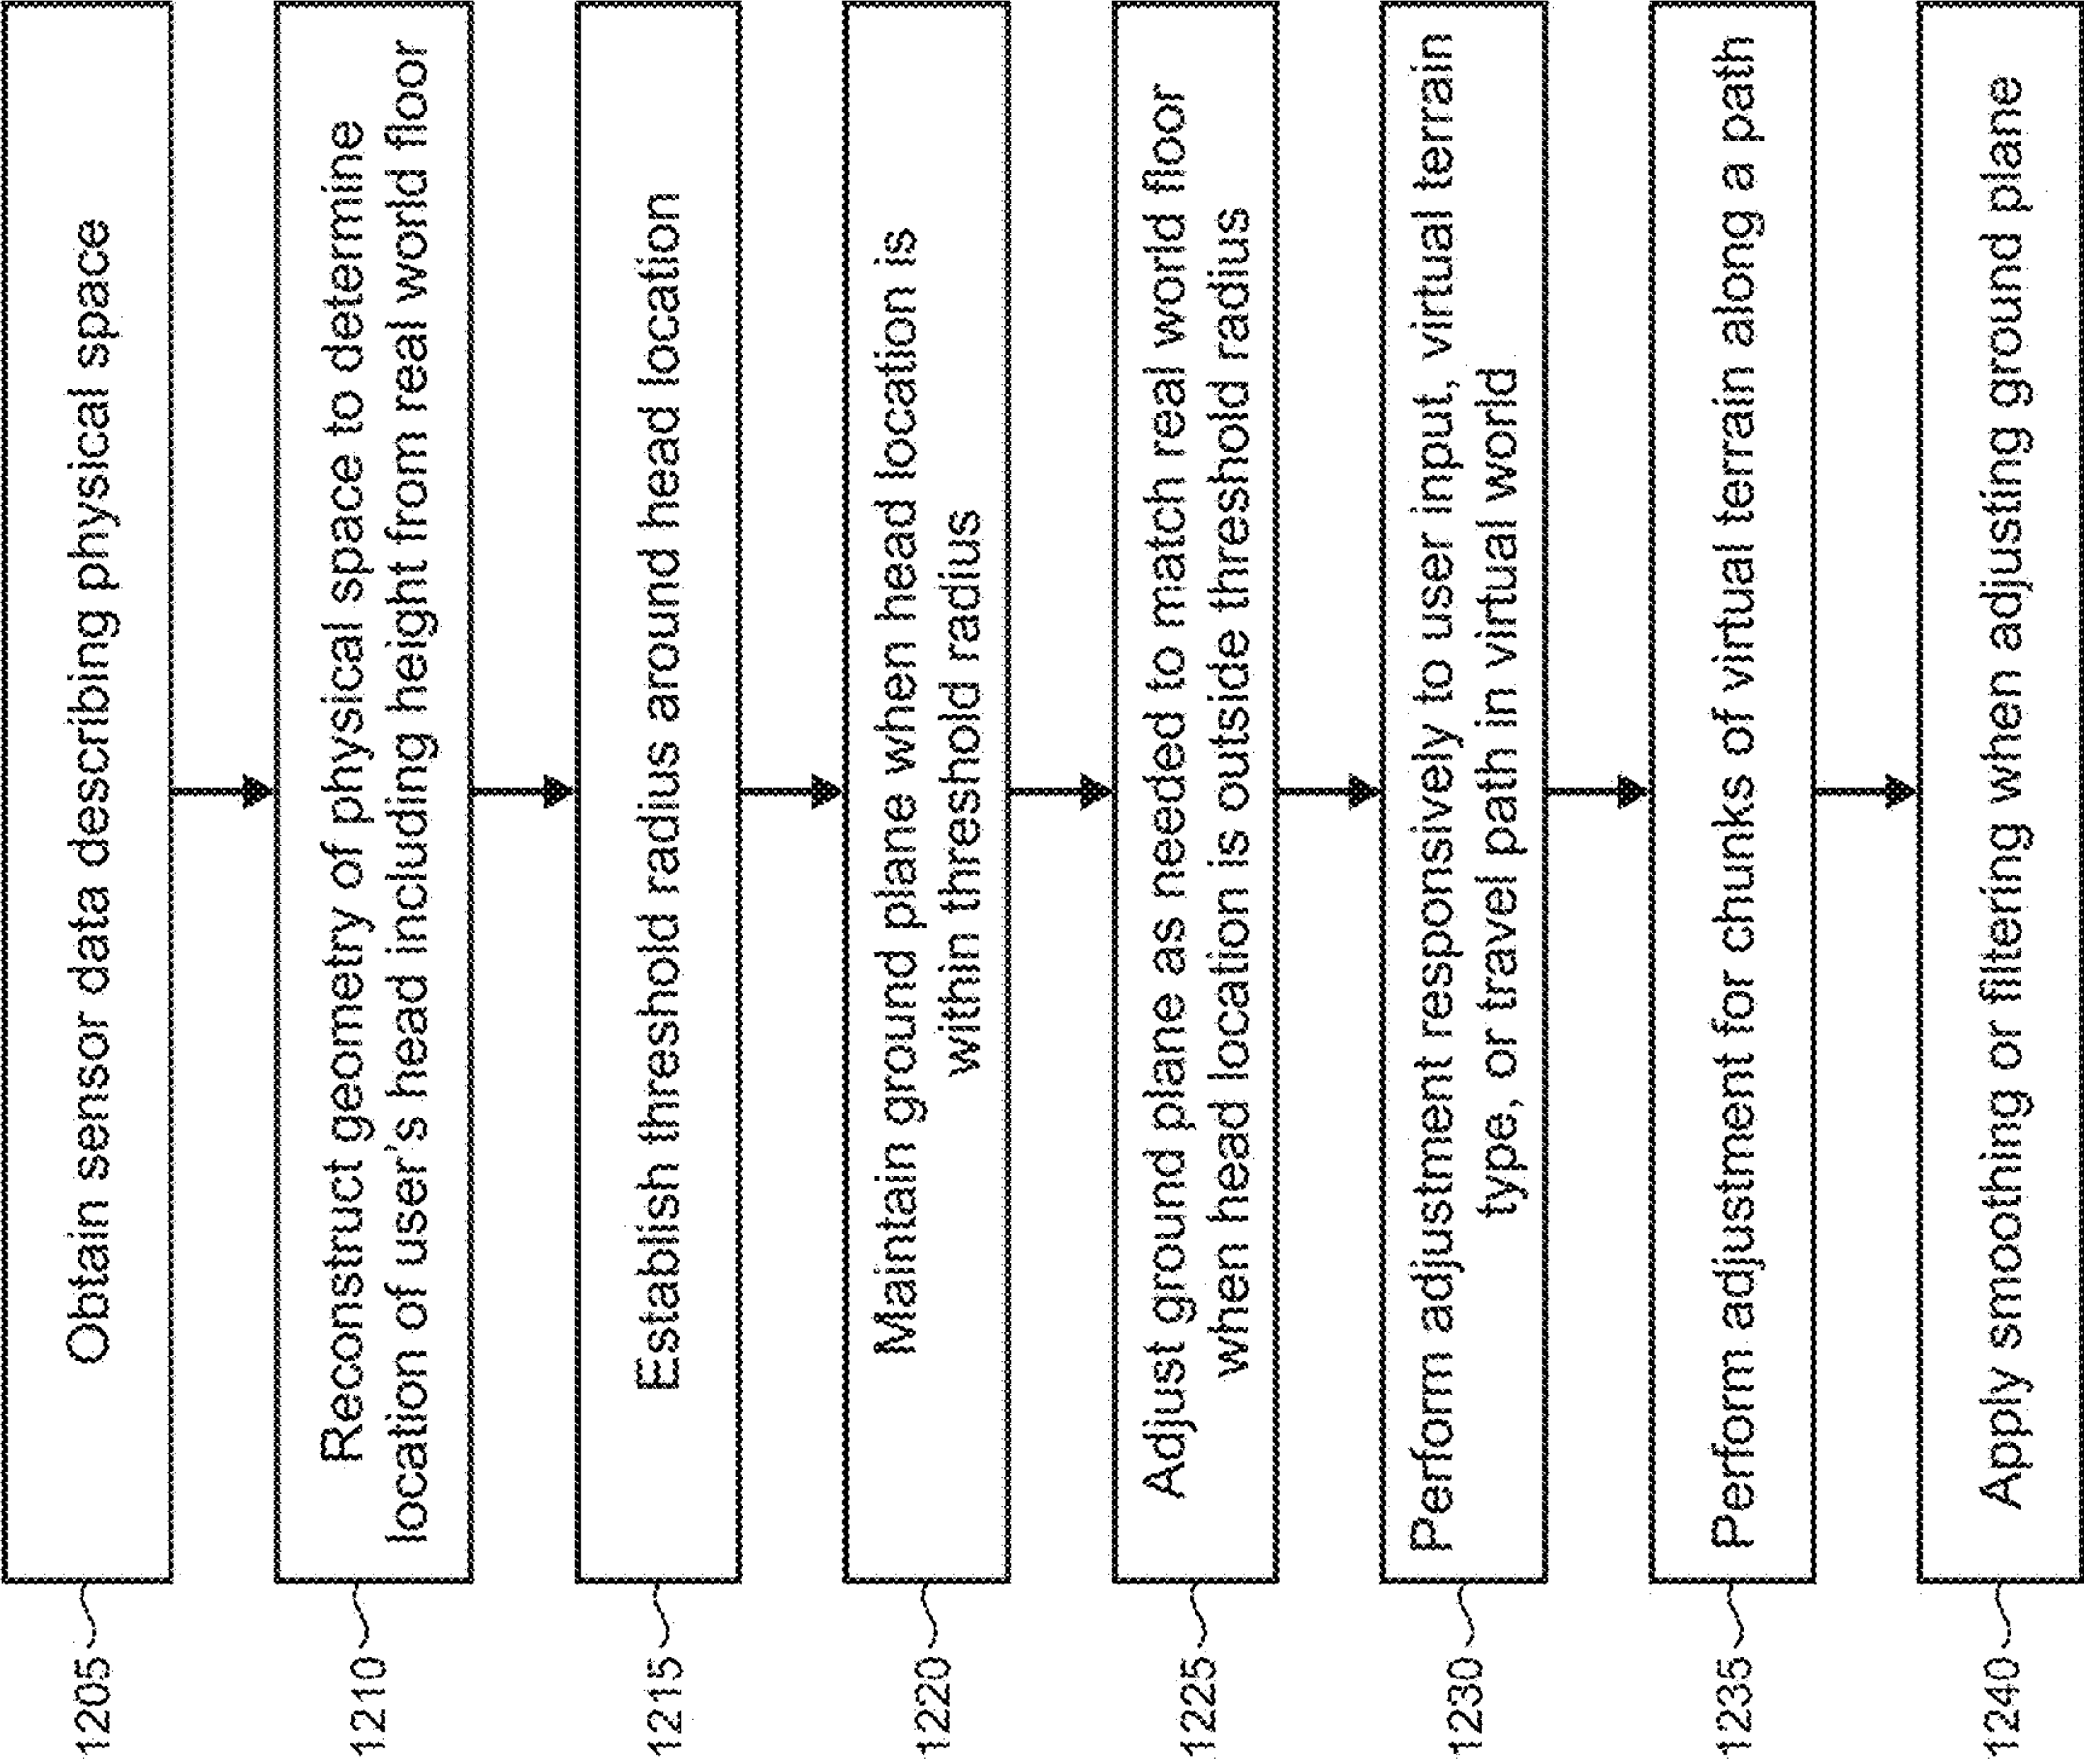 1205
Obtain sensor data describing physical space
1210
Reconstruct geometry of physical space to determine
location of user's head including height from real world floor
1215
Establish threshold radius around head location
1220
Maintain ground plane when head location is
within threshold radius
1225
Adjust ground plane as needed to match real world floor
when head location is outside threshold radius
1230
Perform adjustment responsively to user input, virtual terrain
type, or travel path in virtual world
1235
Perform adjustment for chunks of virtual terrain along a path
1240
Apply smoothing or filtering when adjusting ground plane